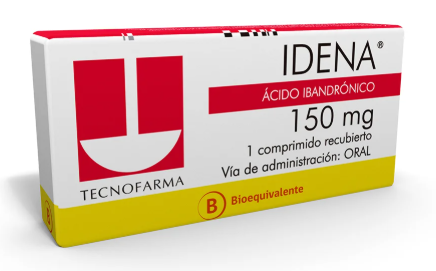 IDENA®
ÁCIDO IBANDRÓNICO
150 mg
1 comprimido recubierto
Vía de administración: ORAL
TECNOFARMA
B Bioequivalente